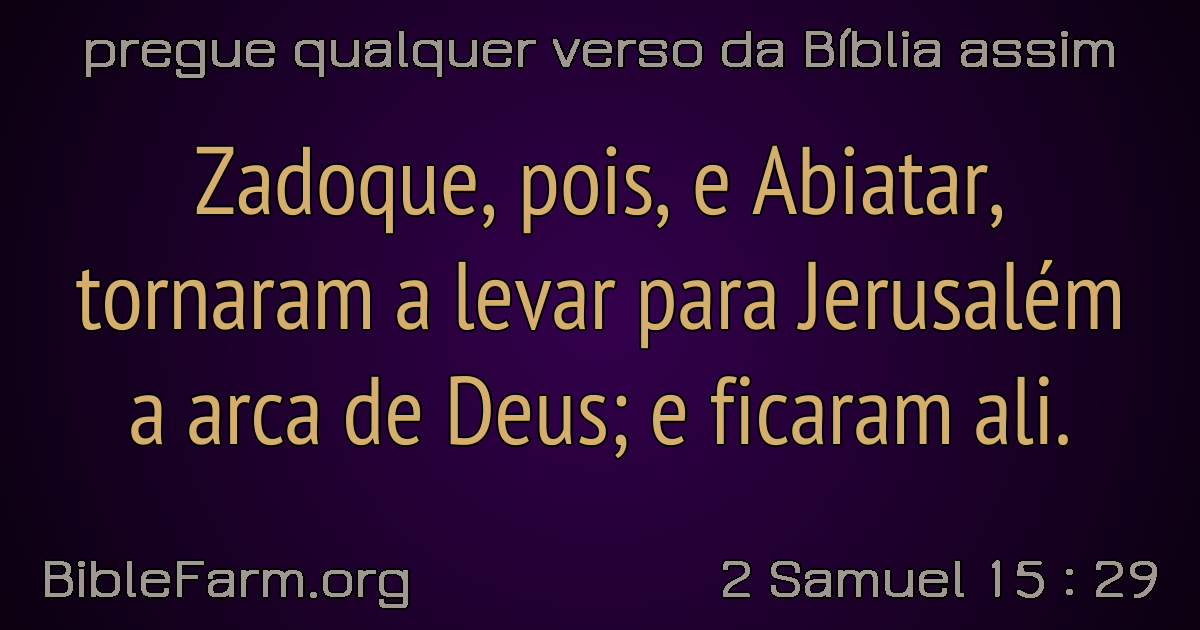 pregue qualquer verso da Bíblia assim
Zadoque, pois, e Abiatar,
tornaram a levar para Jerusalém
a arca de Deus; e ficaram ali.
BibleFarm.org
2 Samuel 15 : 29